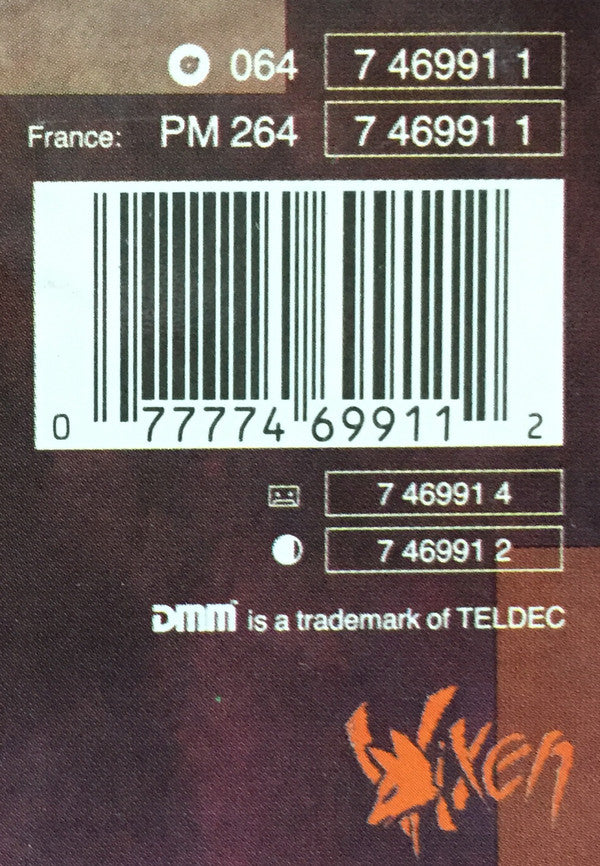 064 7 46991 1
France: PM 264 7 46991 1
0 77774 69911 2
7 46991 4
7 46991 2
DMM is a trademark of TELDEC
Vixen